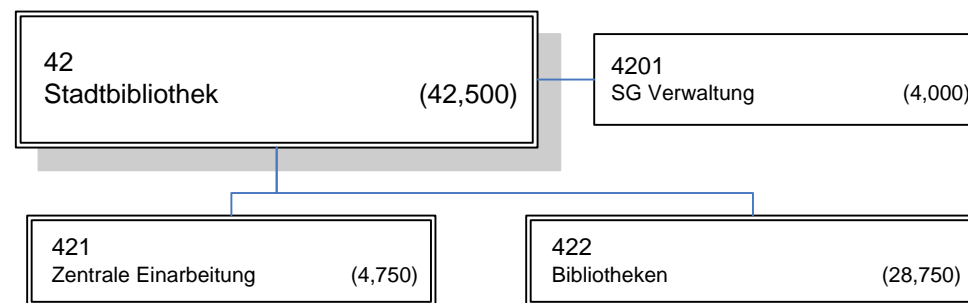 42
Stadtbibliothek (42,500)
4201
SG Verwaltung (4,000)
421
Zentrale Einarbeitung (4,750)
422
Bibliotheken (28,750)